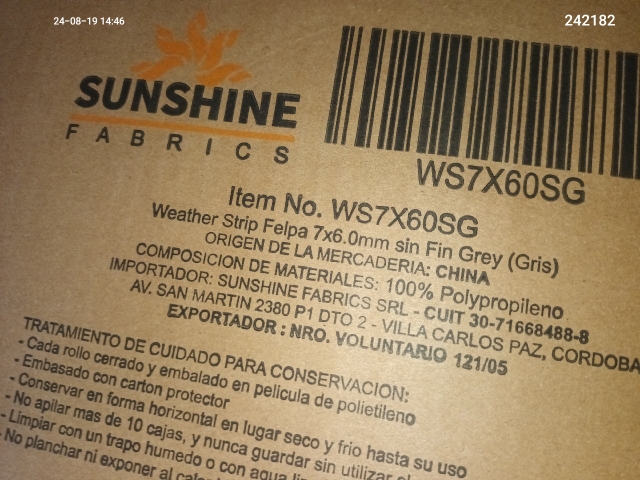 24-08-19 14:46
242182
SUNSHINE
FABRICS
WS7X60SG
Item No. WS7X60SG
Weather Strip Felpa 7x6.0mm sin Fin Grey (Gris)
ORIGEN DE LA MERCADERIA: CHINA
COMPOSICION DE MATERIALES: 100% Polypropileno
IMPORTADOR: SUNSHINE FABRICS SRL - CUIT 30-71668488-8
AV. SAN MARTIN 2380 P1 DTO 2 - VILLA CARLOS PAZ, CORDOBA
EXPORTADOR : NRO. VOLUNTARIO 121/05
TRATAMIENTO DE CUIDADO PARA CONSERVACION:
- Cada rollo cerrado y embalado en pelicula de polietileno
- Embasado con carton protector
- Conservar en forma horizontal en lugar seco y frio hasta su uso
- No apilar mas de 10 cajas, y nunca guardar sin utilizar
- Limpiar con un trapo humedo o con agua
- No planchar ni exponer al